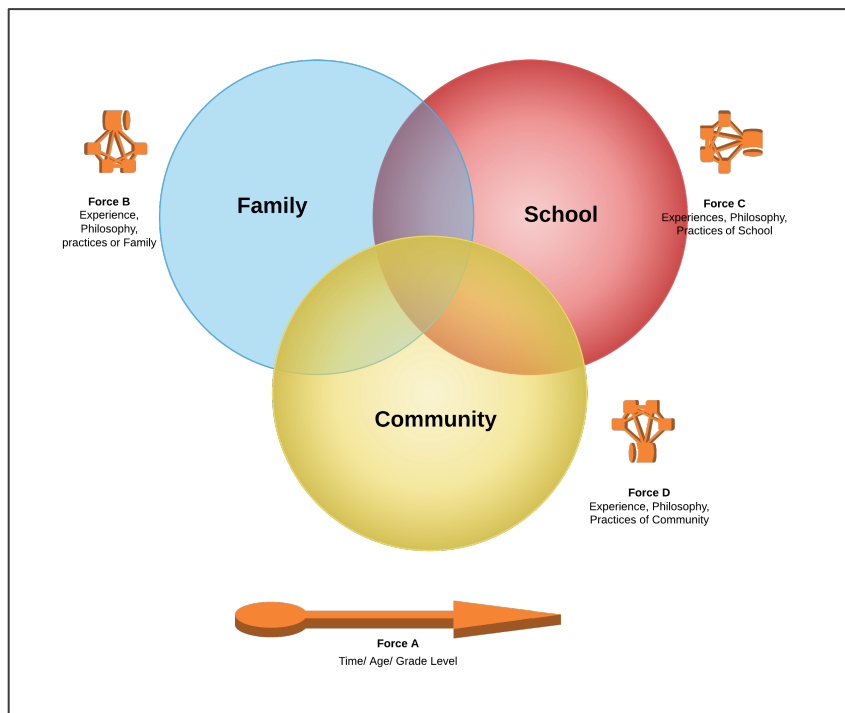 Family
School
Community
Force B
Experience,
Philosophy,
practices or Family
Force C
Experiences, Philosophy,
Practices of School
Force D
Experience, Philosophy,
Practices of Community
Force A
Time/ Age/ Grade Level